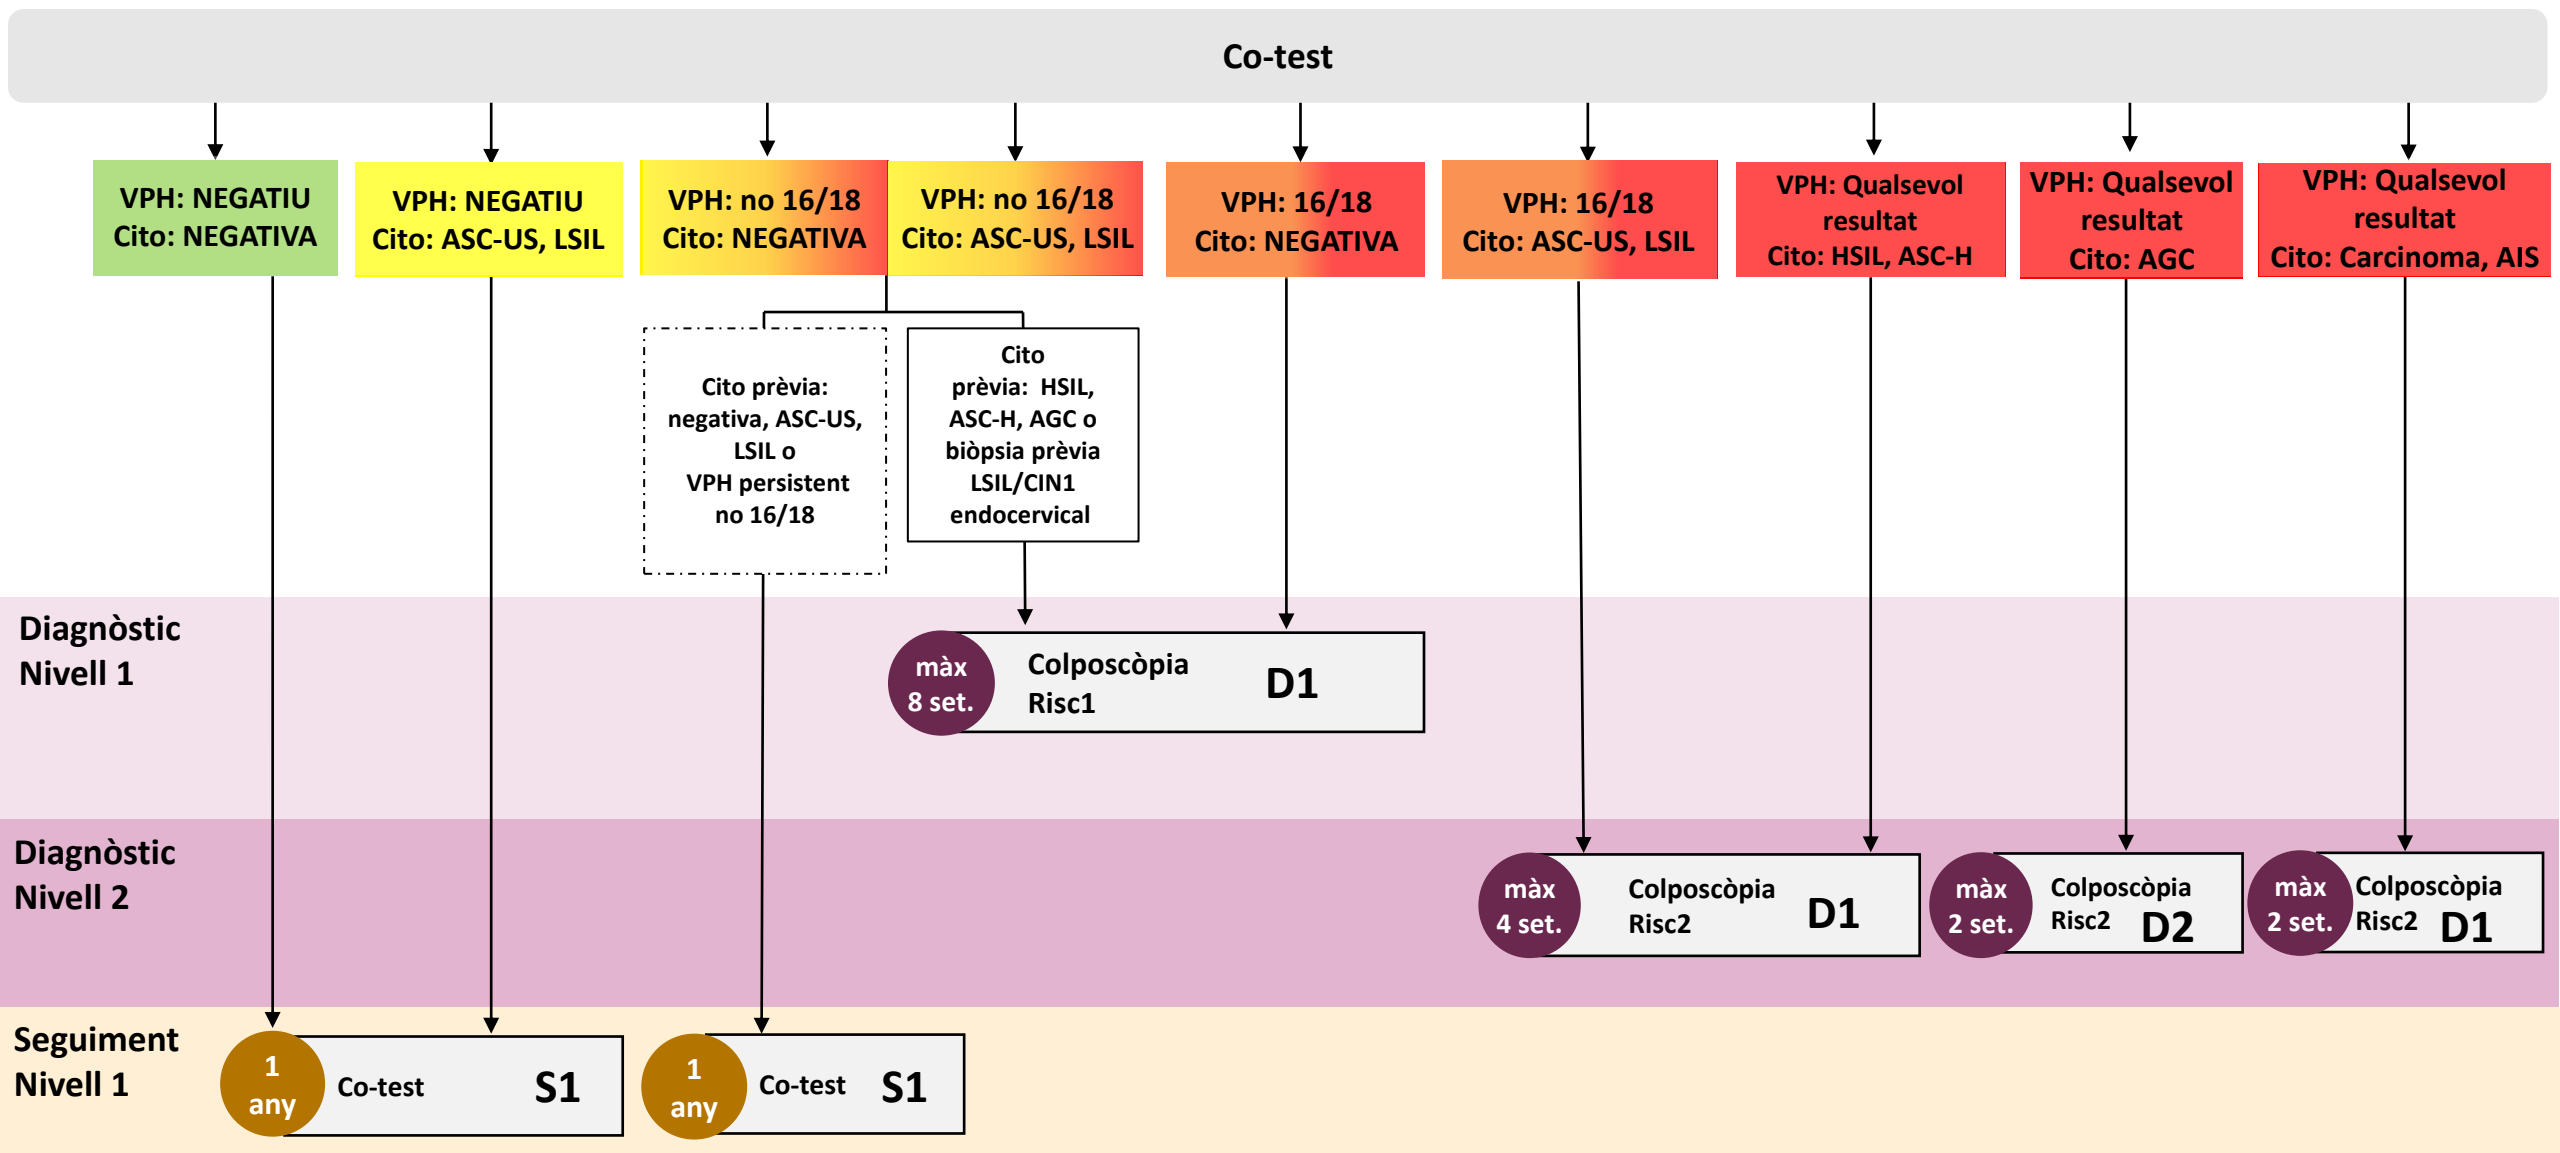 Co-test
VPH: NEGATIU
Cito: NEGATIVA
VPH: NEGATIU
Cito: ASC-US, LSIL
VPH: no 16/18
Cito: NEGATIVA
VPH: no 16/18
Cito: ASC-US, LSIL
VPH: 16/18
Cito: NEGATIVA
VPH: 16/18
Cito: ASC-US, LSIL
VPH: Qualsevol
resultat
Cito: HSIL, ASC-H
VPH: Qualsevol
resultat
Cito: AGC
VPH: Qualsevol
resultat
Cito: Carcinoma, AIS
Cito prèvia:
negativa, ASC-US,
LSIL o
VPH persistent
no 16/18
Cito
prèvia: HSIL,
ASC-H, AGC o
biòpsia prèvia
LSIL/CIN1
endocervical
Diagnòstic
Nivell 1
màx
8 set.
Colposcòpia
Risc1
D1
Diagnòstic
Nivell 2
màx
4 set.
Colposcòpia
Risc2
D1
màx
2 set.
Colposcòpia
Risc2
D2
màx
2 set.
Colposcòpia
Risc2
D1
Seguiment
Nivell 1
1
any
Co-test
S1
1
any
Co-test
S1